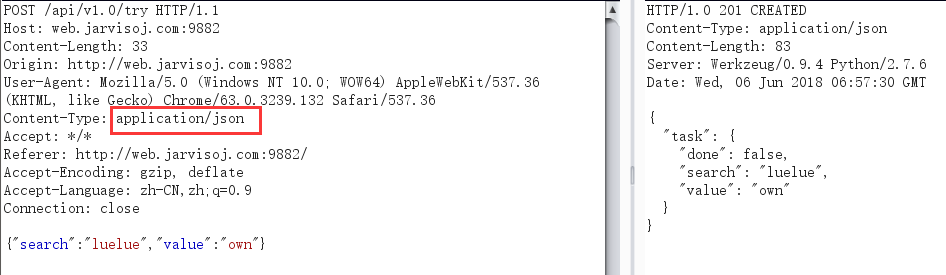 POST /api/v1.0/try HTTP/1.1
Host: web.jarvisoj.com:9882
Content-Length: 33
Origin: http://web.jarvisoj.com:9882
User-Agent: Mozilla/5.0 (Windows NT 10.0; WOW64) AppleWebKit/537.36
(KHTML, like Gecko) Chrome/63.0.3239.132 Safari/537.36
Content-Type: application/json
Accept: */*
Referer: http://web.jarvisoj.com:9882/
Accept-Encoding: gzip, deflate
Accept-Language: zh-CN,zh;q=0.9
Connection: close
{"search":"luelue","value":"own"}
HTTP/1.0 201 CREATED
Content-Type: application/json
Content-Length: 83
Server: Werkzeug/0.9.4 Python/2.7.6
Date: Wed, 06 Jun 2018 06:57:30 GMT
{
"task": {
"done": false,
"search": "luelue",
"value": "own"
}
}